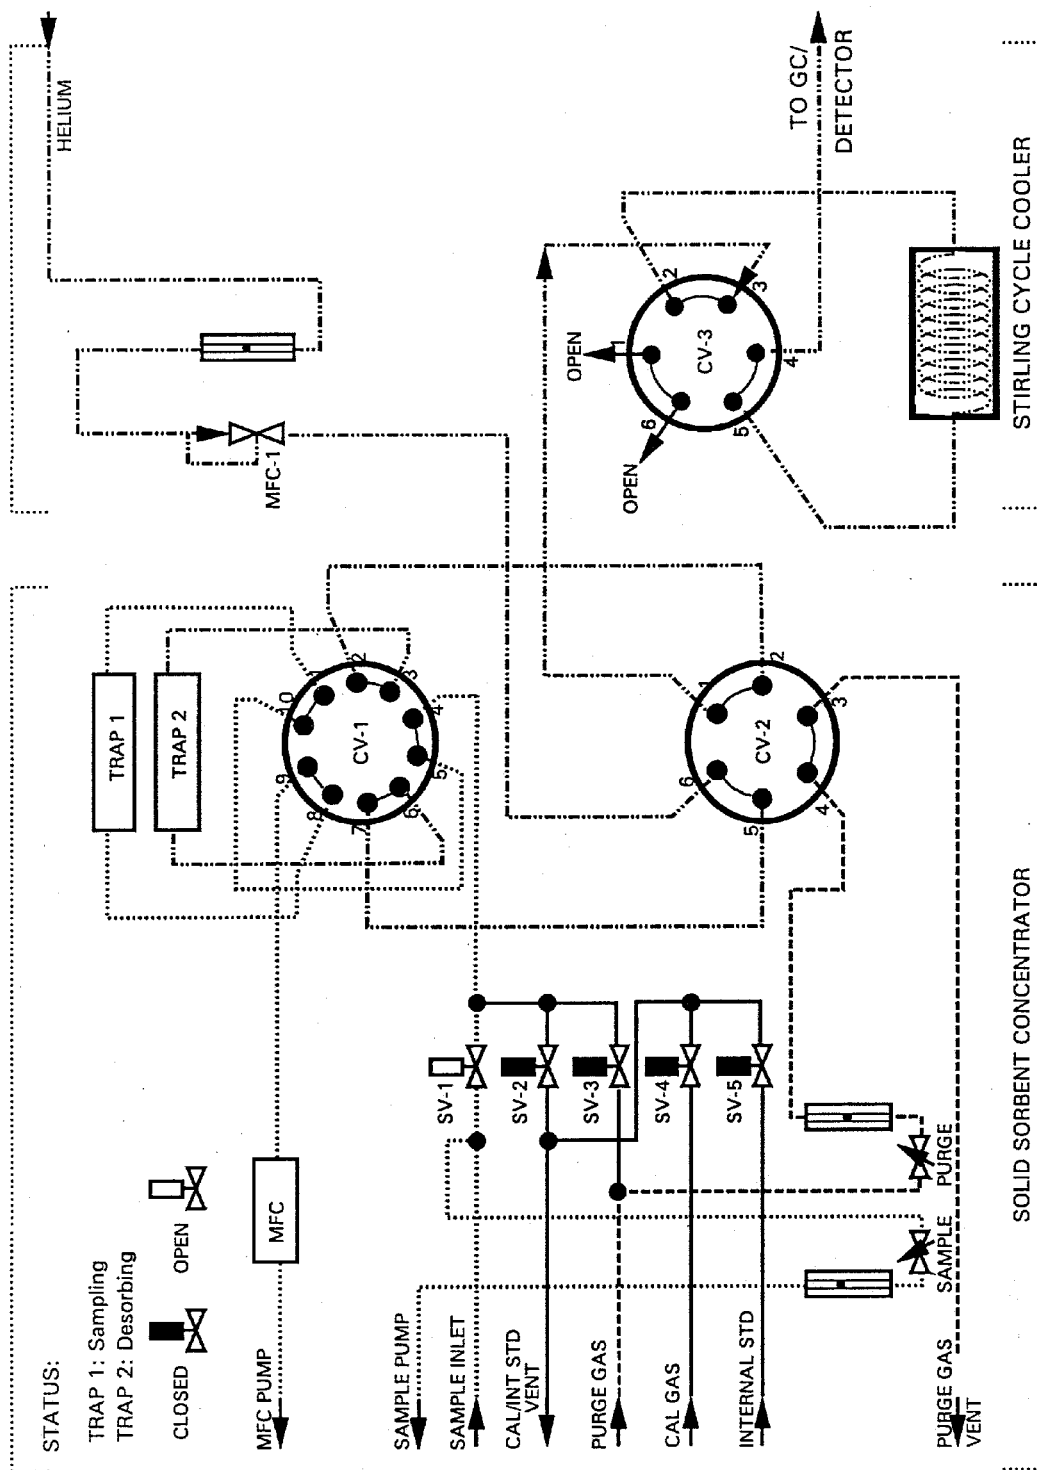 STATUS:
TRAP 1: Sampling
TRAP 2: Desorbing
CLOSED
OPEN
MFC PUMP
MFC
SAMPLE PUMP
SAMPLE INLET
CAL/INT STD
VENT
PURGE GAS
CAL GAS
INTERNAL STD
PURGE GAS
VENT
SV-1
SV-2
SV-3
SV-4
SV-5
SAMPLE
PURGE
SOLID SORBENT CONCENTRATOR
TRAP 1
TRAP 2
CV-1
1
2
3
4
5
6
7
8
9
10
CV-2
1
2
3
4
5
6
MFC-1
HELIUM
CV-3
1
2
3
4
5
6
OPEN
OPEN
TO GC/
DETECTOR
STIRLING CYCLE COOLER